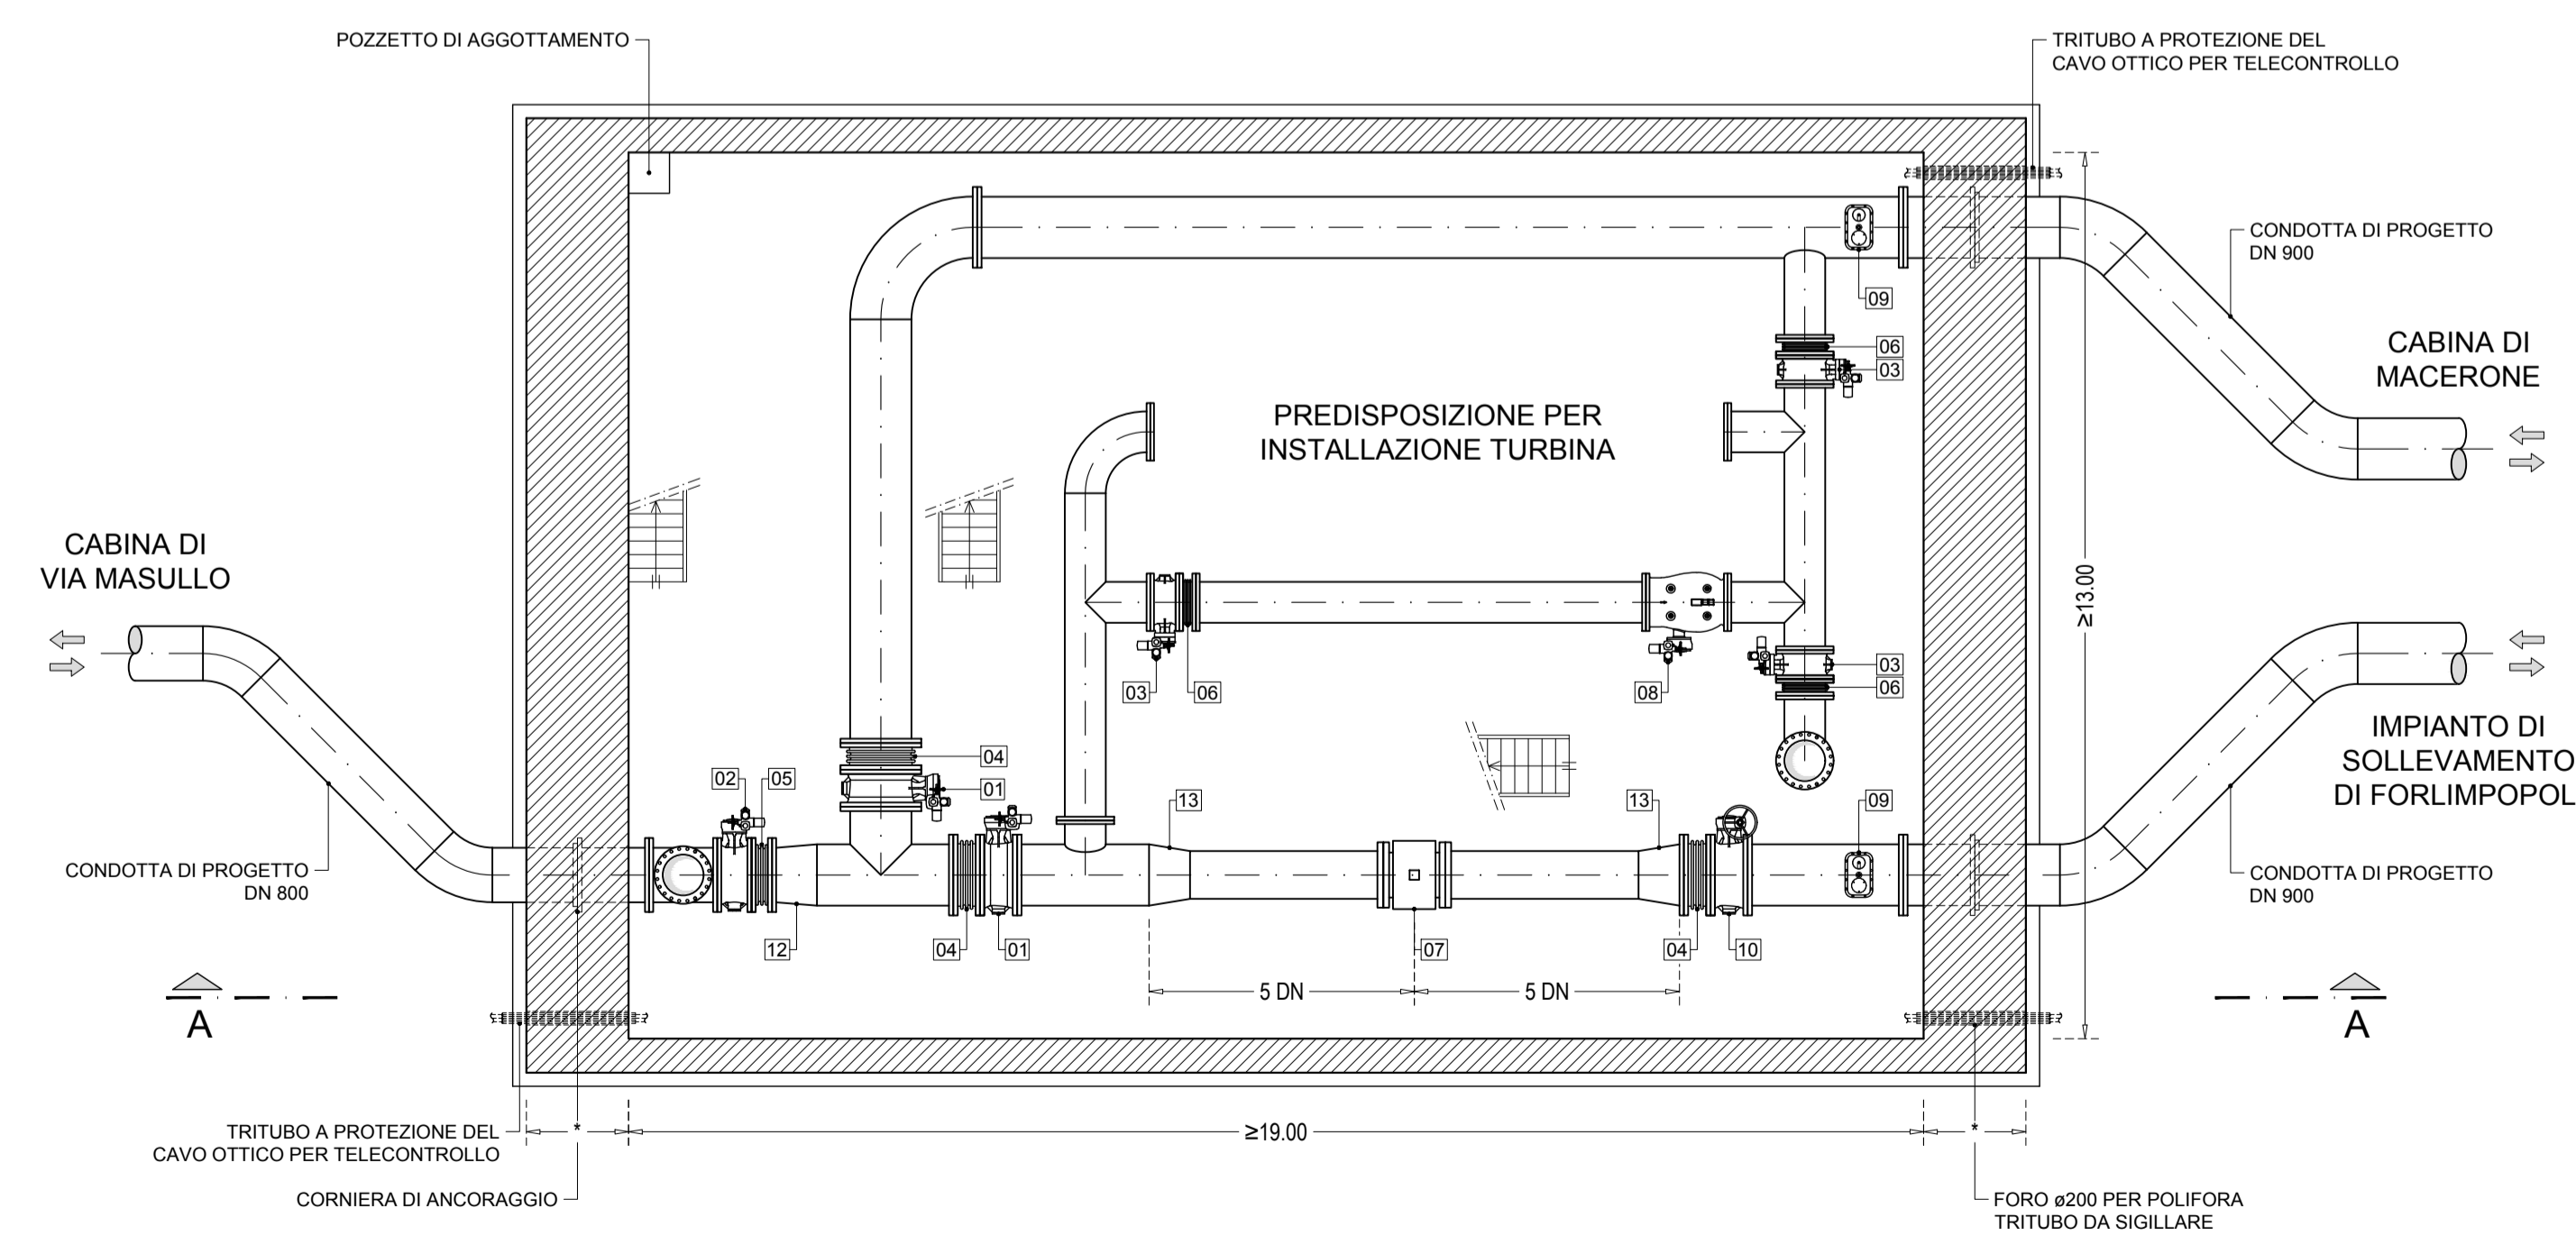 POZZETTO DI AGGOTTAMENTO
TRITUBO A PROTEZIONE DEL
CAVO OTTICO PER TELECONTROLLO
CONDOTTA DI PROGETTO
DN 900
09
CABINA DI
MACERONE
06
03
PREDISPOSIZIONE PER
INSTALLAZIONE TURBINA
CABINA DI
VIA MASULLO
≥13.00
03
06
08
03
06
IMPIANTO DI
SOLLEVAMENTO
DI FORLIMPOPOL
04
01
02
05
13
13
09
CONDOTTA DI PROGETTO
DN 800
CONDOTTA DI PROGETTO
DN 900
12
04
01
07
04
10
5 DN
5 DN
A
A
TRITUBO A PROTEZIONE DEL
CAVO OTTICO PER TELECONTROLLO
*
≥19.00
*
CORNIERA DI ANCORAGGIO
FORO ø200 PER POLIFORA
TRITUBO DA SIGILLARE